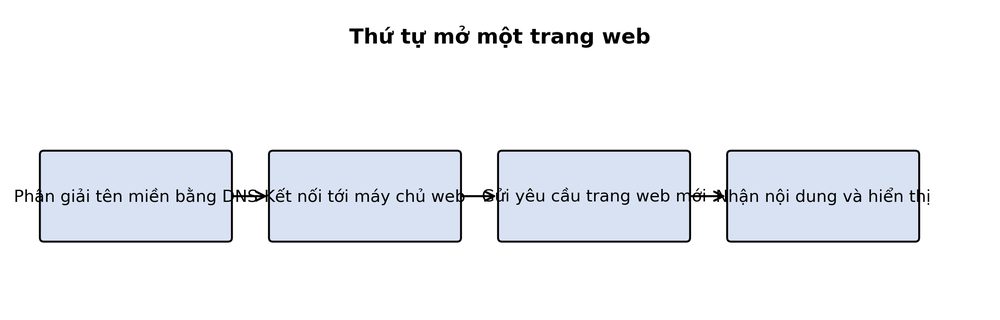 Thứ tự mở một trang web
Phân giải tên miền bằng DNS
Kết nối tới máy chủ web
Gửi yêu cầu trang web mới
Nhận nội dung và hiển thị